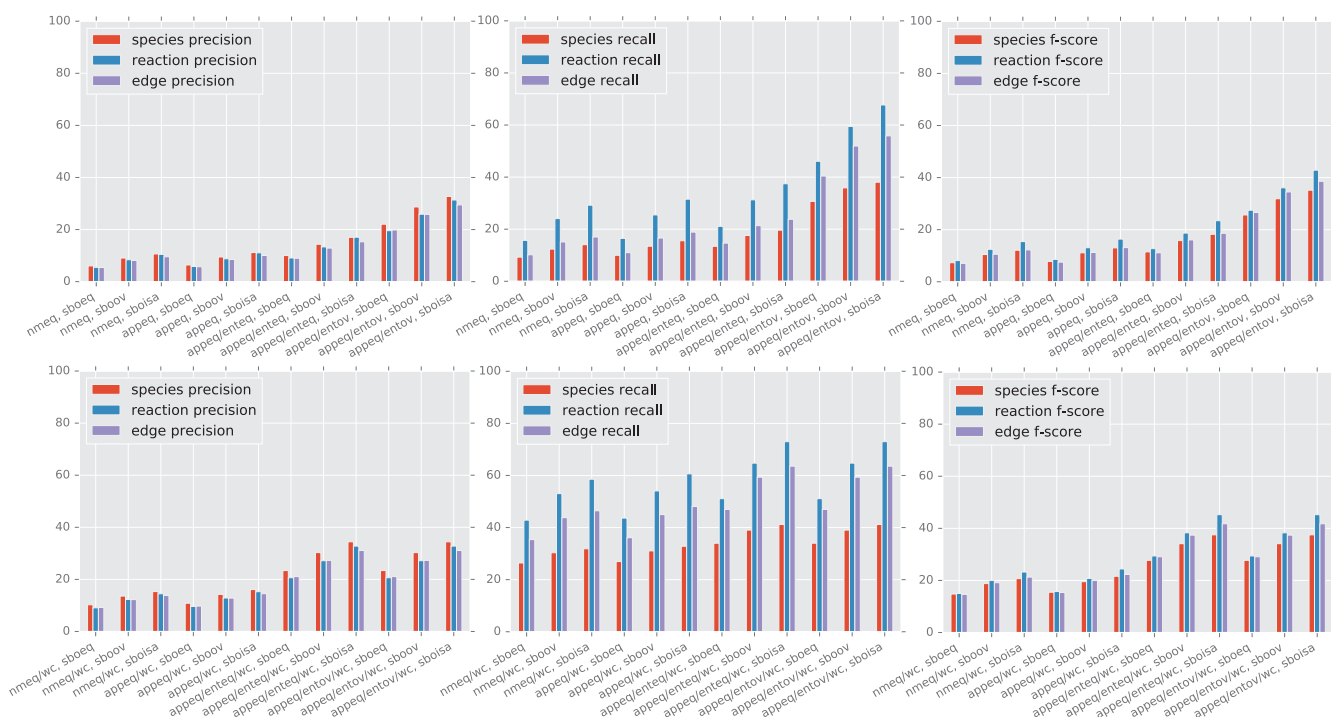 100
80
60
40
20
0
species precision
reaction precision
edge precision
nmeq, sboeq
nmeq, sboov
nmeq, sboisa
appeq, sboeq
appeq, sboov
appeq, sboisa
appeq/enteq, sboeq
appeq/enteq, sboov
appeq/enteq, sboisa
appeq/entov, sboeq
appeq/entov, sboov
appeq/entov, sboisa
100
80
60
40
20
0
species recall
reaction recall
edge recall
nmeq, sboeq
nmeq, sboov
nmeq, sboisa
appeq, sboeq
appeq, sboov
appeq, sboisa
appeq/enteq, sboeq
appeq/enteq, sboov
appeq/enteq, sboisa
appeq/entov, sboeq
appeq/entov, sboov
appeq/entov, sboisa
100
80
60
40
20
0
species f-score
reaction f-score
edge f-score
nmeq, sboeq
nmeq, sboov
nmeq, sboisa
appeq, sboeq
appeq, sboov
appeq, sboisa
appeq/enteq, sboeq
appeq/enteq, sboov
appeq/enteq, sboisa
appeq/entov, sboeq
appeq/entov, sboov
appeq/entov, sboisa
100
80
60
40
20
0
species precision
reaction precision
edge precision
nmeq/wc, sboeq
nmeq/wc, sboov
nmeq/wc, sboisa
appeq/wc, sboeq
appeq/wc, sboov
appeq/wc, sboisa
appeq/enteq/wc, sboeq
appeq/enteq/wc, sboov
appeq/enteq/wc, sboisa
appeq/entov/wc, sboeq
appeq/entov/wc, sboov
appeq/entov/wc, sboisa
100
80
60
40
20
0
species recall
reaction recall
edge recall
nmeq/wc, sboeq
nmeq/wc, sboov
nmeq/wc, sboisa
appeq/wc, sboeq
appeq/wc, sboov
appeq/wc, sboisa
appeq/enteq/wc, sboeq
appeq/enteq/wc, sboov
appeq/enteq/wc, sboisa
appeq/entov/wc, sboeq
appeq/entov/wc, sboov
appeq/entov/wc, sboisa
100
80
60
40
20
0
species f-score
reaction f-score
edge f-score
nmeq/wc, sboeq
nmeq/wc, sboov
nmeq/wc, sboisa
appeq/wc, sboeq
appeq/wc, sboov
appeq/wc, sboisa
appeq/enteq/wc, sboeq
appeq/enteq/wc, sboov
appeq/enteq/wc, sboisa
appeq/entov/wc, sboeq
appeq/entov/wc, sboov
appeq/entov/wc, sboisa